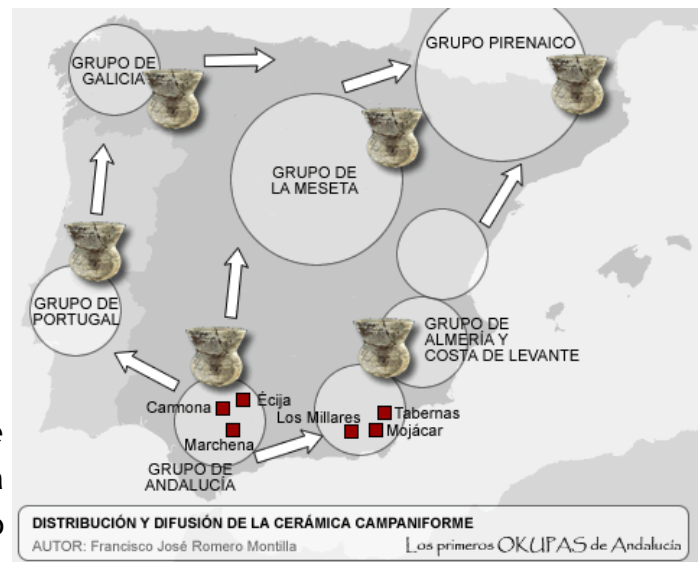 GRUPO DE
GALICIA
GRUPO PIRENAICO
GRUPO DE
LA MESETA
GRUPO DE
PORTUGAL
GRUPO DE
ALMERÍA Y
COSTA DE LEVANTE
Carmona
Écija
Marchena
Los Millares
Tabernas
Mojácar
GRUPO DE
ANDALUCÍA
DISTRIBUCIÓN Y DIFUSIÓN DE LA CERÁMICA CAMPANIFORME
AUTOR: Francisco José Romero Montilla
Los primeros OKUPAS de Andalucía